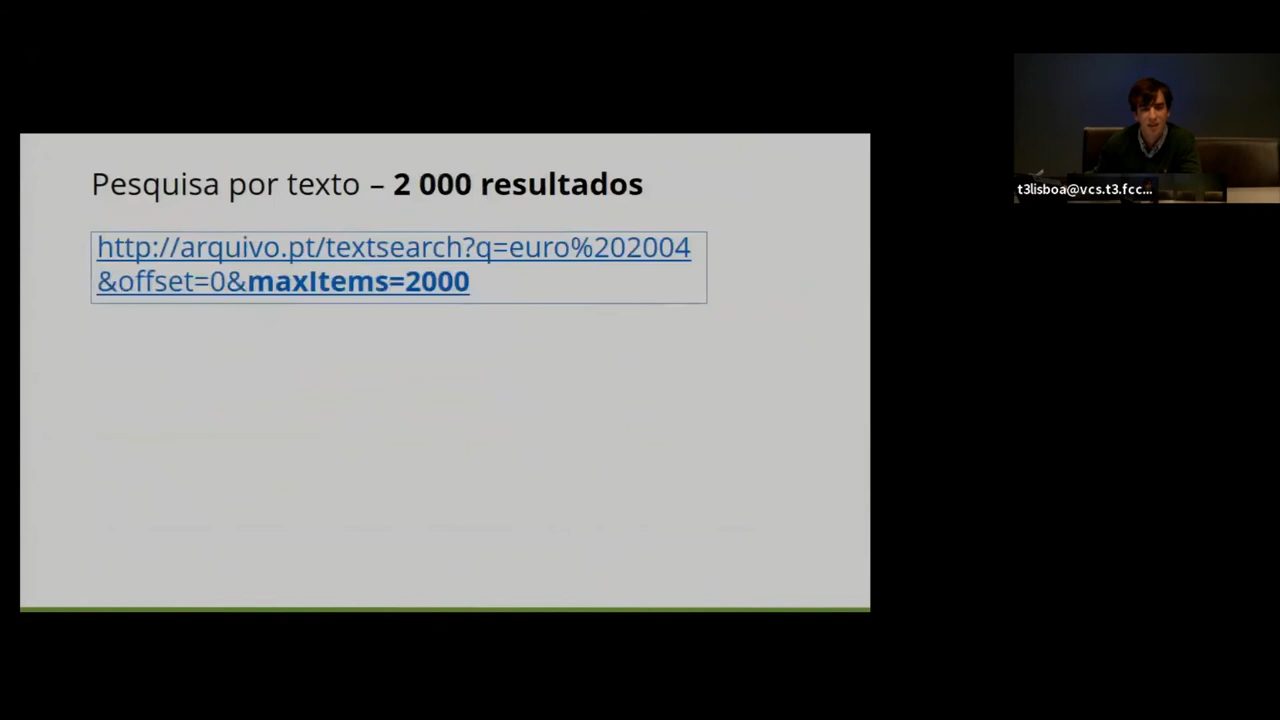 Pesquisa por texto – 2 000 resultados
http://arquivo.pt/textsearch?q=euro%202004
&offset=0&maxItems=2000
t3lisboa@vcs.t3.fcc...